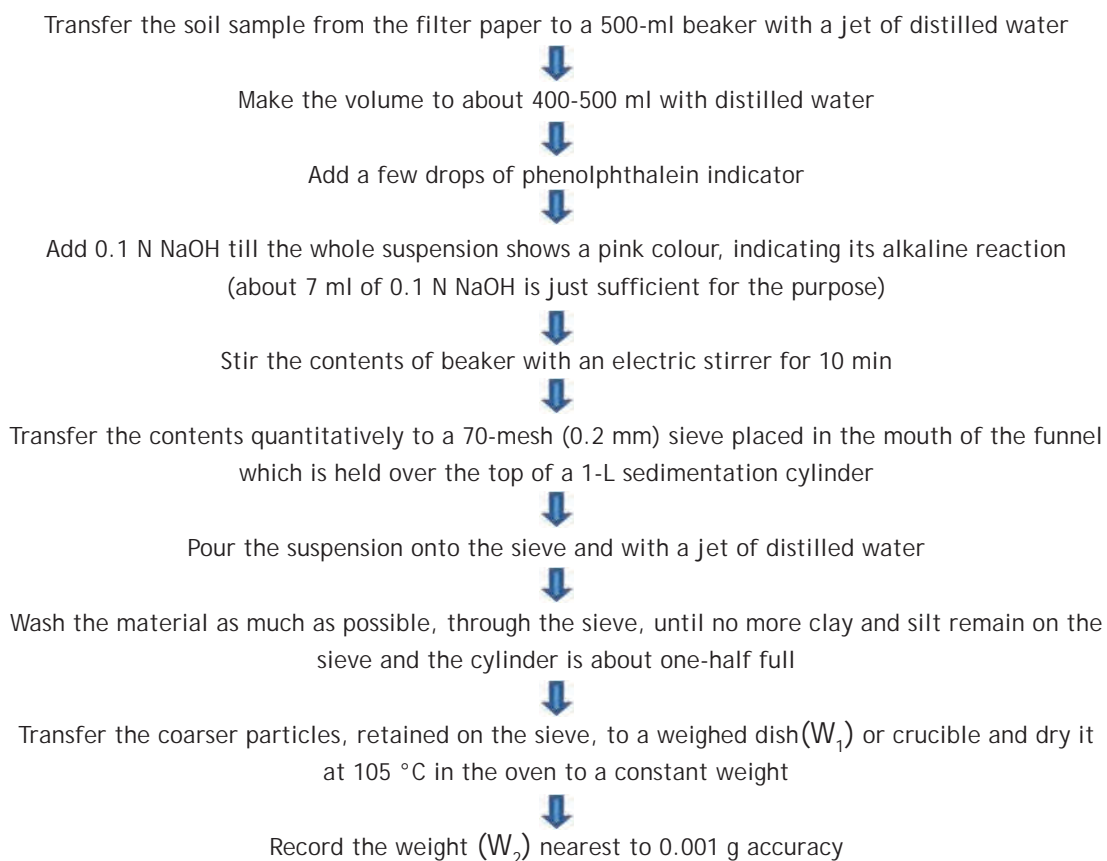 Transfer the soil sample from the filter paper to a 500-ml beaker with a jet of distilled water
Make the volume to about 400-500 ml with distilled water
Add a few drops of phenolphthalein indicator
Add 0.1 N NaOH till the whole suspension shows a pink colour, indicating its alkaline reaction
(about 7 ml of 0.1 N NaOH is just sufficient for the purpose)
Stir the contents of beaker with an electric stirrer for 10 min
Transfer the contents quantitatively to a 70-mesh (0.2 mm) sieve placed in the mouth of the funnel
which is held over the top of a 1-L sedimentation cylinder
Pour the suspension onto the sieve and with a jet of distilled water
Wash the material as much as possible, through the sieve, until no more clay and silt remain on the
sieve and the cylinder is about one-half full
Transfer the coarser particles, retained on the sieve, to a weighed dish(W₁) or crucible and dry it
at 105 °C in the oven to a constant weight
Record the weight (W₂) nearest to 0.001 g accuracy